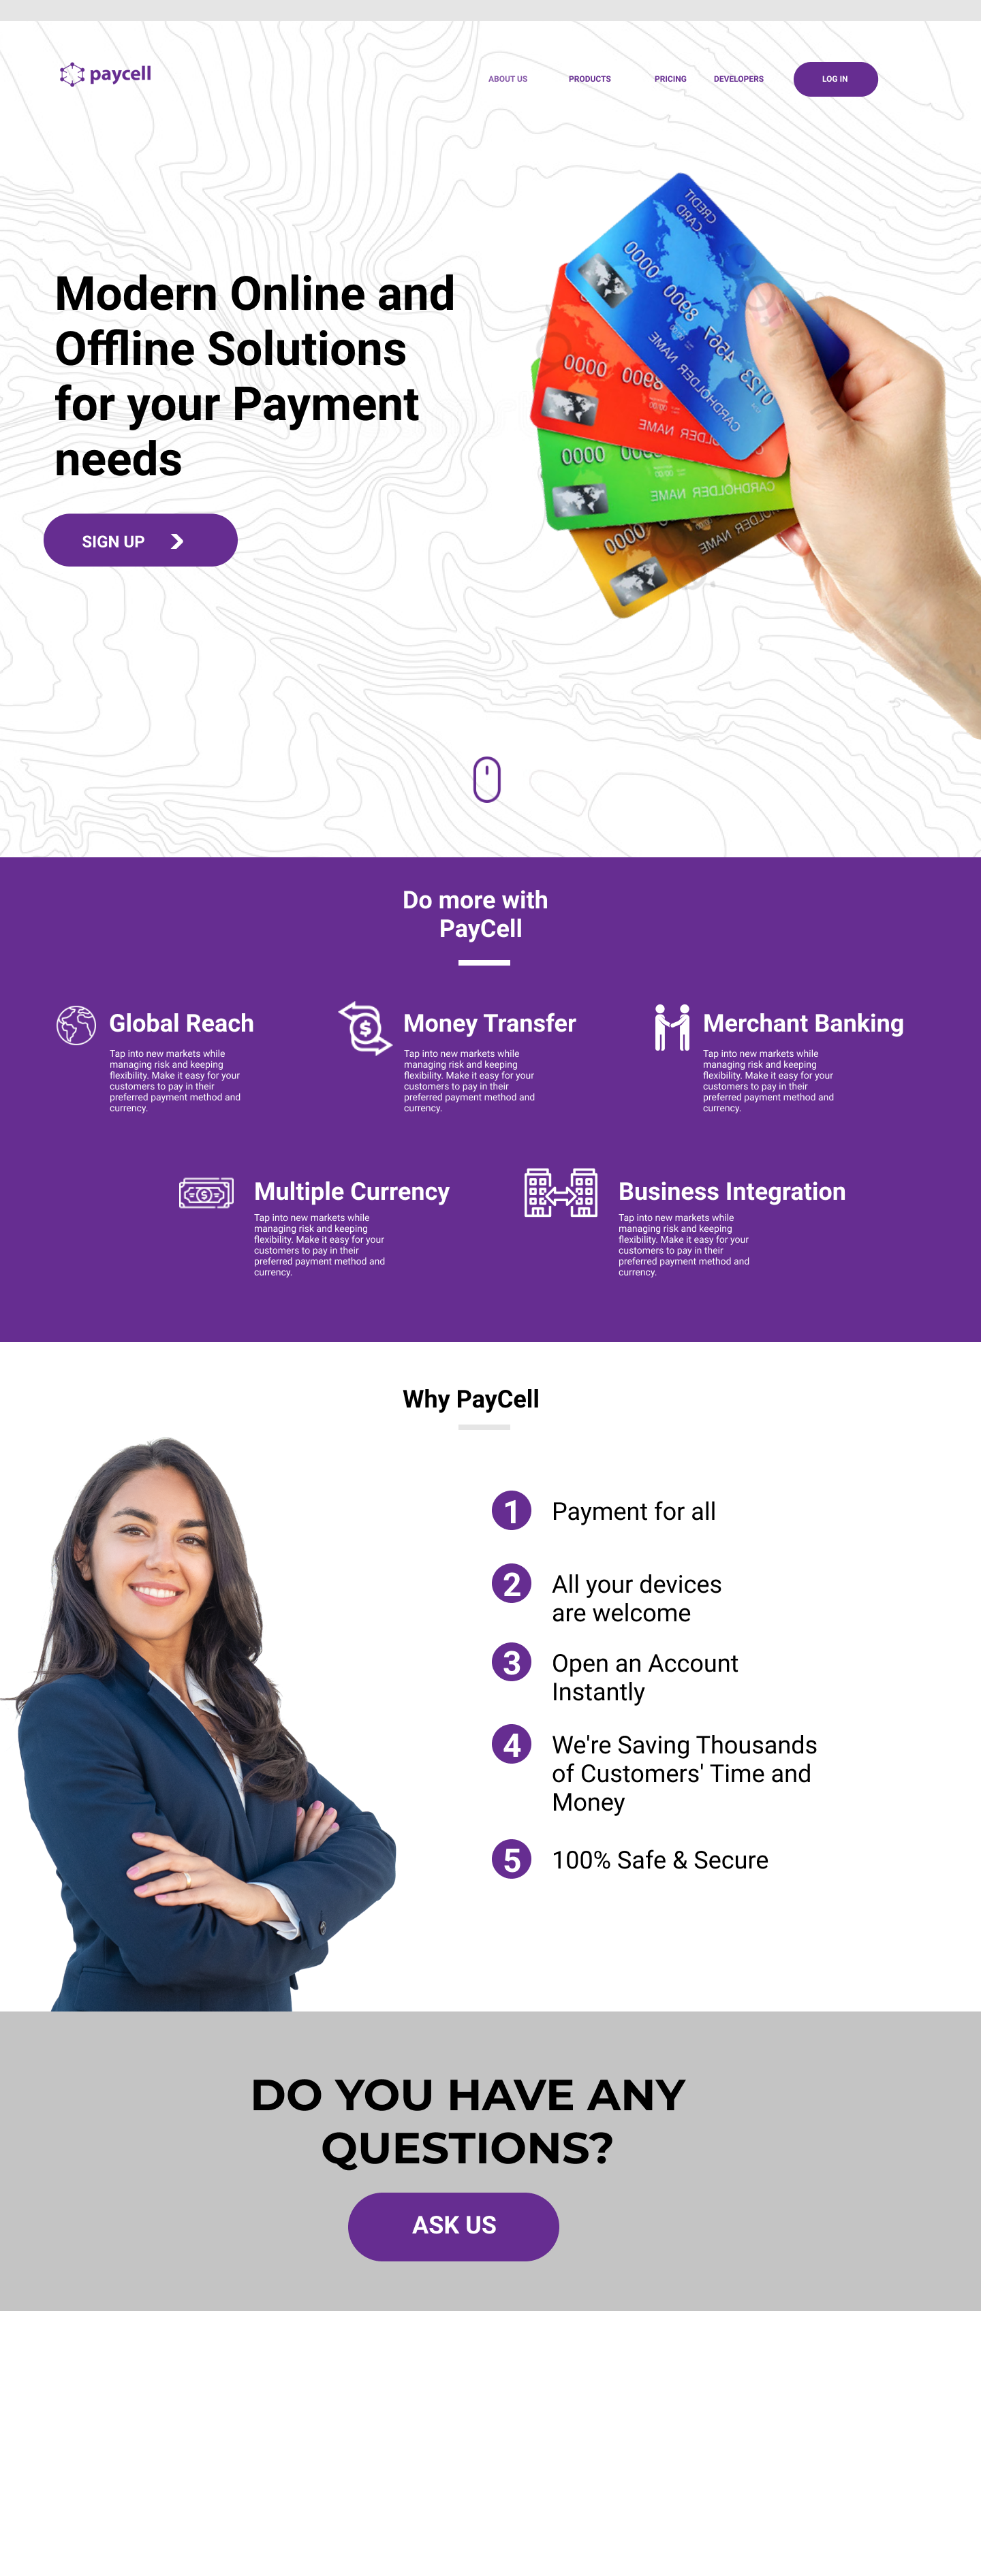 paycell
ABOUT US
PRODUCTS
PRICING
DEVELOPERS
LOG IN
Modern Online and
Offline Solutions
for your Payment
needs
SIGN UP
CREDIT
CARD
0000 8900 4567 0123
CARDHOLDER NAME
0000
CARDHOLDER NAME
0000
CARDHOLDER NAME
0000
CARDHOLDER NAME
Do more with
PayCell
Global Reach
Tap into new markets while
managing risk and keeping
flexibility. Make it easy for your
customers to pay in their
preferred payment method and
currency.
Money Transfer
Tap into new markets while
managing risk and keeping
flexibility. Make it easy for your
customers to pay in their
preferred payment method and
currency.
Merchant Banking
Tap into new markets while
managing risk and keeping
flexibility. Make it easy for your
customers to pay in their
preferred payment method and
currency.
Multiple Currency
Tap into new markets while
managing risk and keeping
flexibility. Make it easy for your
customers to pay in their
preferred payment method and
currency.
Business Integration
Tap into new markets while
managing risk and keeping
flexibility. Make it easy for your
customers to pay in their
preferred payment method and
currency.
Why PayCell
1 Payment for all
2 All your devices
are welcome
3 Open an Account
Instantly
4 We're Saving Thousands
of Customers' Time and
Money
5 100% Safe & Secure
DO YOU HAVE ANY
QUESTIONS?
ASK US